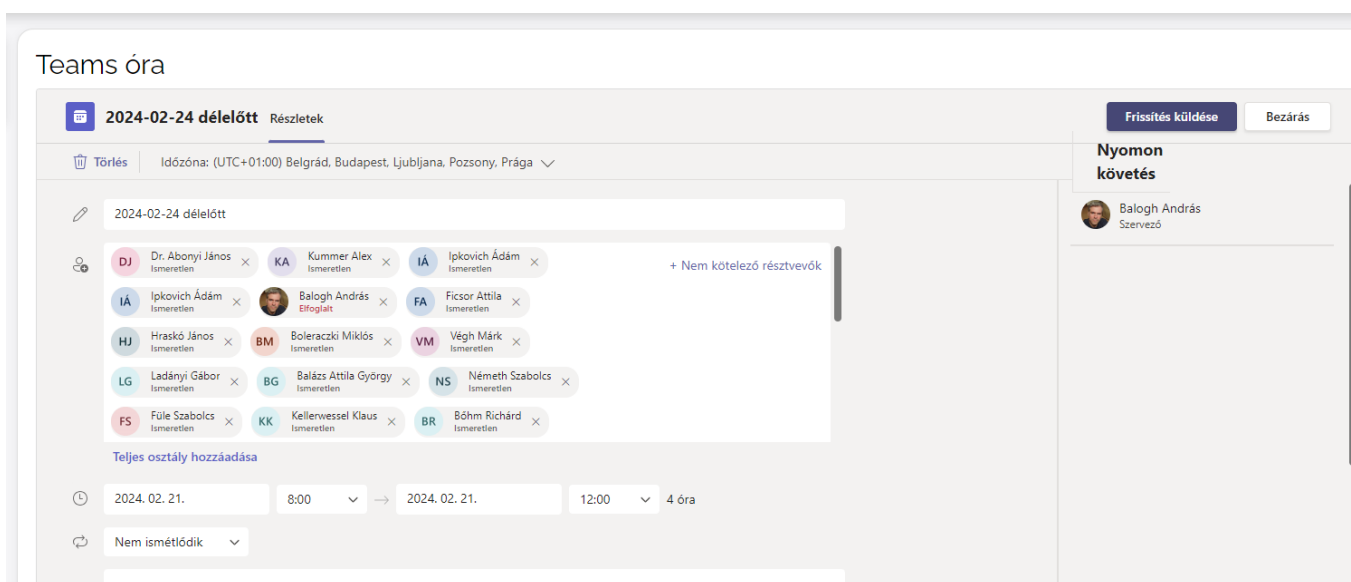 Teams óra
2024-02-24 délelőtt Részletek
Frissítés küldése Bezárás
Törlés Időzóna: (UTC+01:00) Belgrád, Budapest, Ljubljana, Pozsony, Prága
Nyomon
követés
Balogh András
Szervező
2024-02-24 délelőtt
DJ Dr. Abonyi János Ismeretlen KA Kummer Alex Ismeretlen IÁ Ipkovich Ádám Ismeretlen + Nem kötelező résztvevők
IÁ Ipkovich Ádám Ismeretlen Balogh András Elfoglalt FA Ficsor Attila Ismeretlen
HJ Hraskó János Ismeretlen BM Boleraczki Miklós Ismeretlen VM Végh Márk Ismeretlen
LG Ladányi Gábor Ismeretlen BG Balázs Attila György Ismeretlen NS Németh Szabolcs Ismeretlen
FS Füle Szabolcs Ismeretlen KK Kellerwessel Klaus Ismeretlen BR Bőhm Richárd Ismeretlen
Teljes osztály hozzáadása
2024. 02. 21. 8:00 → 2024. 02. 21. 12:00 4 óra
Nem ismétlődik